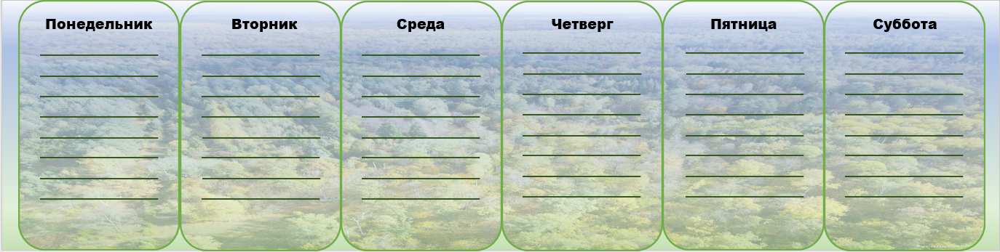 Понедельник
Вторник
Среда
Четверг
Пятница
Суббота